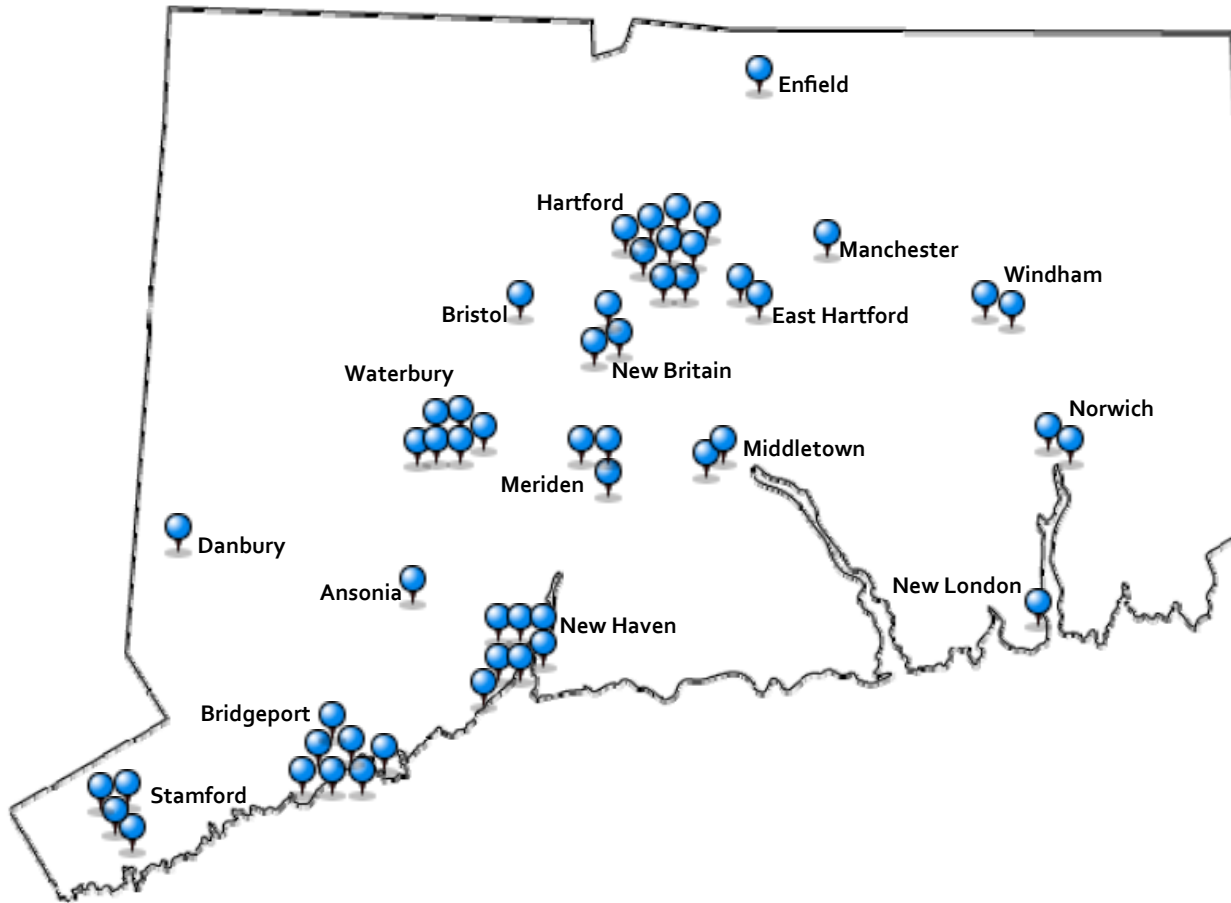 Enfield
Hartford
Manchester
Windham
Bristol
East Hartford
New Britain
Waterbury
Norwich
Middletown
Meriden
Danbury
New London
Ansonia
New Haven
Bridgeport
Stamford